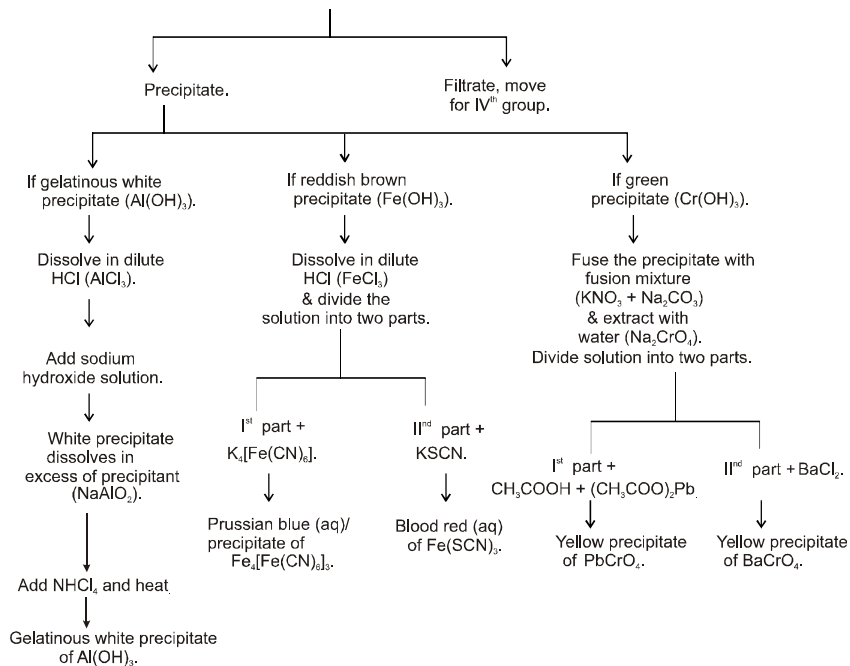 Precipitate.
Filtrate, move
for IVᵗʰ group.
If gelatinous white
precipitate (Al(OH)₃).
Dissolve in dilute
HCl (AlCl₃).
Add sodium
hydroxide solution.
White precipitate
dissolves in
excess of precipitant
(NaAlO₂).
Add NHCl₄ and heat
Gelatinous white precipitate
of Al(OH)₃.
If reddish brown
precipitate (Fe(OH)₃).
Dissolve in dilute
HCl (FeCl₃)
& divide the
solution into two parts.
Iˢᵗ part +
K₄[Fe(CN)₆].
Prussian blue (aq)/
precipitate of
Fe₄[Fe(CN)₆]₃.
IIⁿᵈ part +
KSCN.
Blood red (aq)
of Fe(SCN)₃.
If green
precipitate (Cr(OH)₃).
Fuse the precipitate with
fusion mixture
(KNO₃ + Na₂CO₃)
& extract with
water (Na₂CrO₄).
Divide solution into two parts.
Iˢᵗ part +
CH₃COOH + (CH₃COO)₂Pb
Yellow precipitate
of PbCrO₄.
IIⁿᵈ part + BaCl₂.
Yellow precipitate
of BaCrO₄.